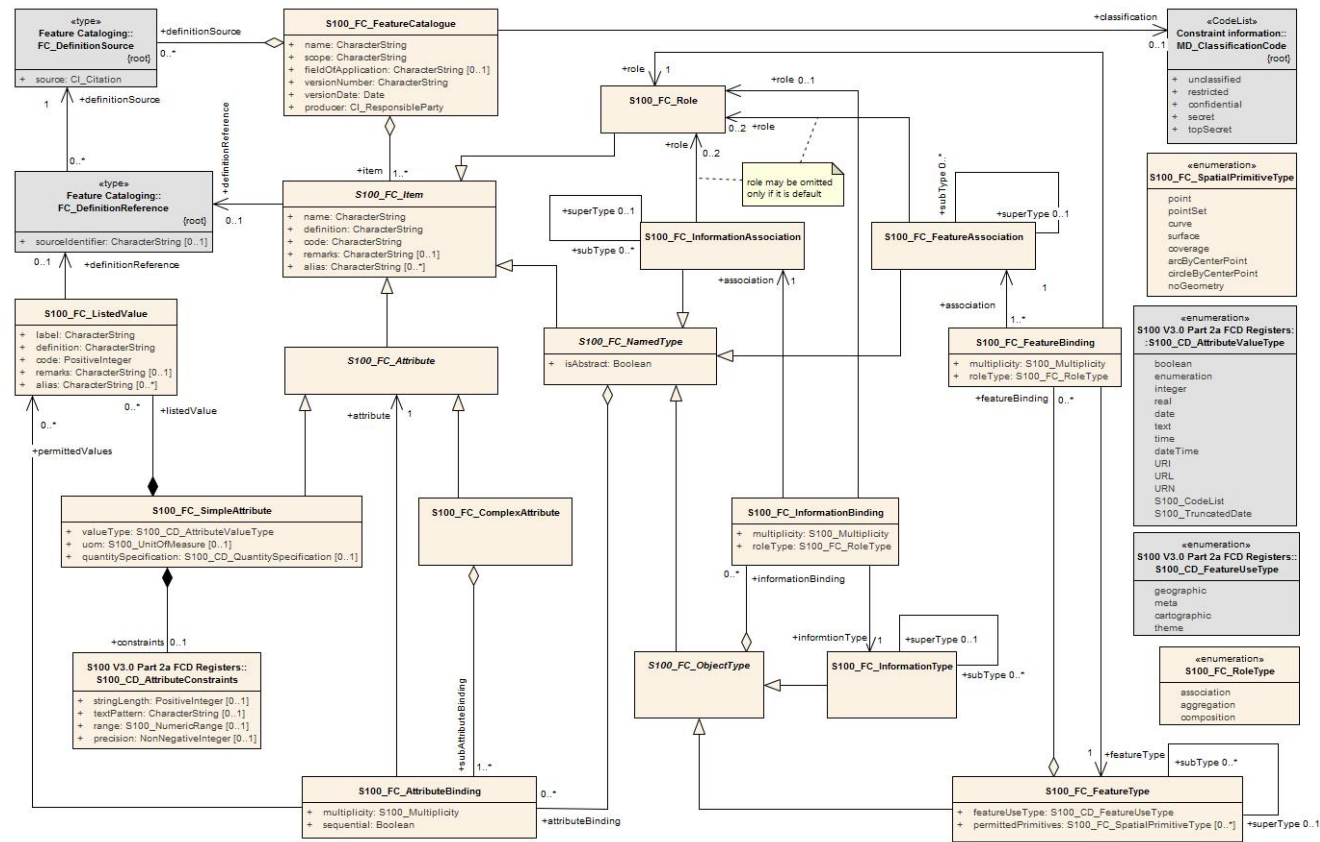 «type»
Feature Cataloging::
FC_DefinitionSource
{root}
+ source: CI_Citation
+definitionSource
0..*
S100_FC_FeatureCatalogue
+ name: CharacterString
+ scope: CharacterString
+ fieldOfApplication: CharacterString [0..1]
+ versionNumber: CharacterString
+ versionDate: Date
+ producer: CI_ResponsibleParty
+classification
0..1
«CodeList»
Constraint information::
MD_ClassificationCode
{root}
+ unclassified
+ restricted
+ confidential
+ secret
+ topSecret
1
+definitionSource
0..*
+definitionReference
0..1
+item
1..*
+role
1
+role 0..1
0..2 +role
+role
0..2
S100_FC_Role
role may be omitted
only if it is default
«type»
Feature Cataloging::
FC_DefinitionReference
{root}
+ sourceIdentifier: CharacterString [0..1]
0..1
+definitionReference
S100_FC_Item
+ name: CharacterString
+ definition: CharacterString
+ code: CharacterString
+ remarks: CharacterString [0..1]
+ alias: CharacterString [0..*]
+superType 0..1
+subType 0..*
S100_FC_InformationAssociation
+association
1
+subType 0..*
+superType 0..1
S100_FC_FeatureAssociation
+association
1
1..*
«enumeration»
S100_FC_SpatialPrimitiveType
point
pointSet
curve
surface
coverage
arcByCenterPoint
circleByCenterPoint
noGeometry
S100_FC_ListedValue
+ label: CharacterString
+ definition: CharacterString
+ code: PositiveInteger
+ remarks: CharacterString [0..1]
+ alias: CharacterString [0..*]
0..*
+listedValue
0..*
+permittedValues
S100_FC_Attribute
+attribute
1
S100_FC_NamedType
+ isAbstract: Boolean
S100_FC_FeatureBinding
+ multiplicity: S100_Multiplicity
+ roleType: S100_FC_RoleType
+featureBinding
0..*
«enumeration»
S100 V3.0 Part 2a FCD Registers:
:S100_CD_AttributeValueType
boolean
enumeration
integer
real
date
text
time
dateTime
URI
URL
URN
S100_CodeList
S100_TruncatedDate
S100_FC_SimpleAttribute
+ valueType: S100_CD_AttributeValueType
+ uom: S100_UnitOfMeasure [0..1]
+ quantitySpecification: S100_CD_QuantitySpecification [0..1]
S100_FC_ComplexAttribute
S100_FC_InformationBinding
+ multiplicity: S100_Multiplicity
+ roleType: S100_FC_RoleType
0..*
+informationBinding
«enumeration»
S100 V3.0 Part 2a FCD Registers::
S100_CD_FeatureUseType
geographic
meta
cartographic
theme
+constraints
0..1
S100 V3.0 Part 2a FCD Registers::
S100_CD_AttributeConstraints
+ stringLength: PositiveInteger [0..1]
+ textPattern: CharacterString [0..1]
+ range: S100_NumericRange [0..1]
+ precision: NonNegativeInteger [0..1]
+informtionType
1
+superType 0..1
+subType 0..*
S100_FC_ObjectType
S100_FC_InformationType
«enumeration»
S100_FC_RoleType
association
aggregation
composition
+subAttributeBinding
1..*
S100_FC_AttributeBinding
+ multiplicity: S100_Multiplicity
+ sequential: Boolean
0..*
+attributeBinding
1
+featureType
+subType 0..*
S100_FC_FeatureType
+ featureUseType: S100_CD_FeatureUseType
+ permittedPrimitives: S100_FC_SpatialPrimitiveType [0..*]
+superType 0..1